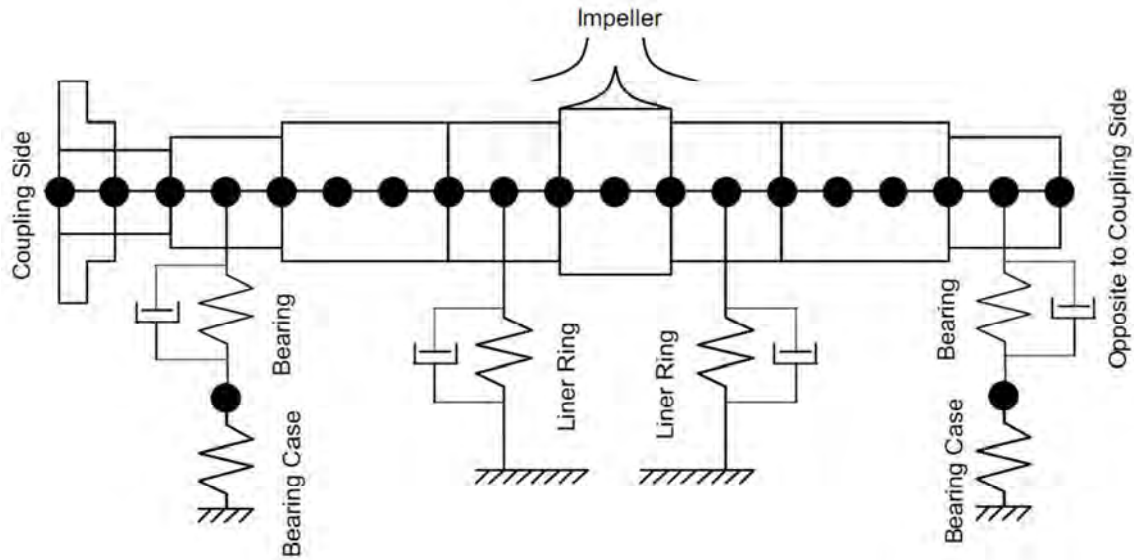 Impeller
Coupling Side
Bearing
Bearing Case
Liner Ring
Liner Ring
Bearing
Bearing Case
Opposite to Coupling Side